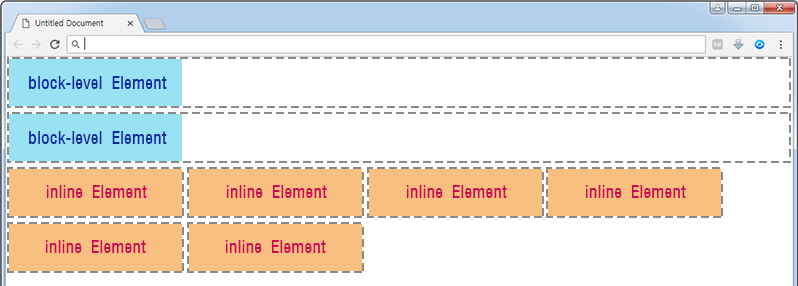 Untitled Document
block-level Element
block-level Element
inline Element inline Element inline Element inline Element
inline Element inline Element